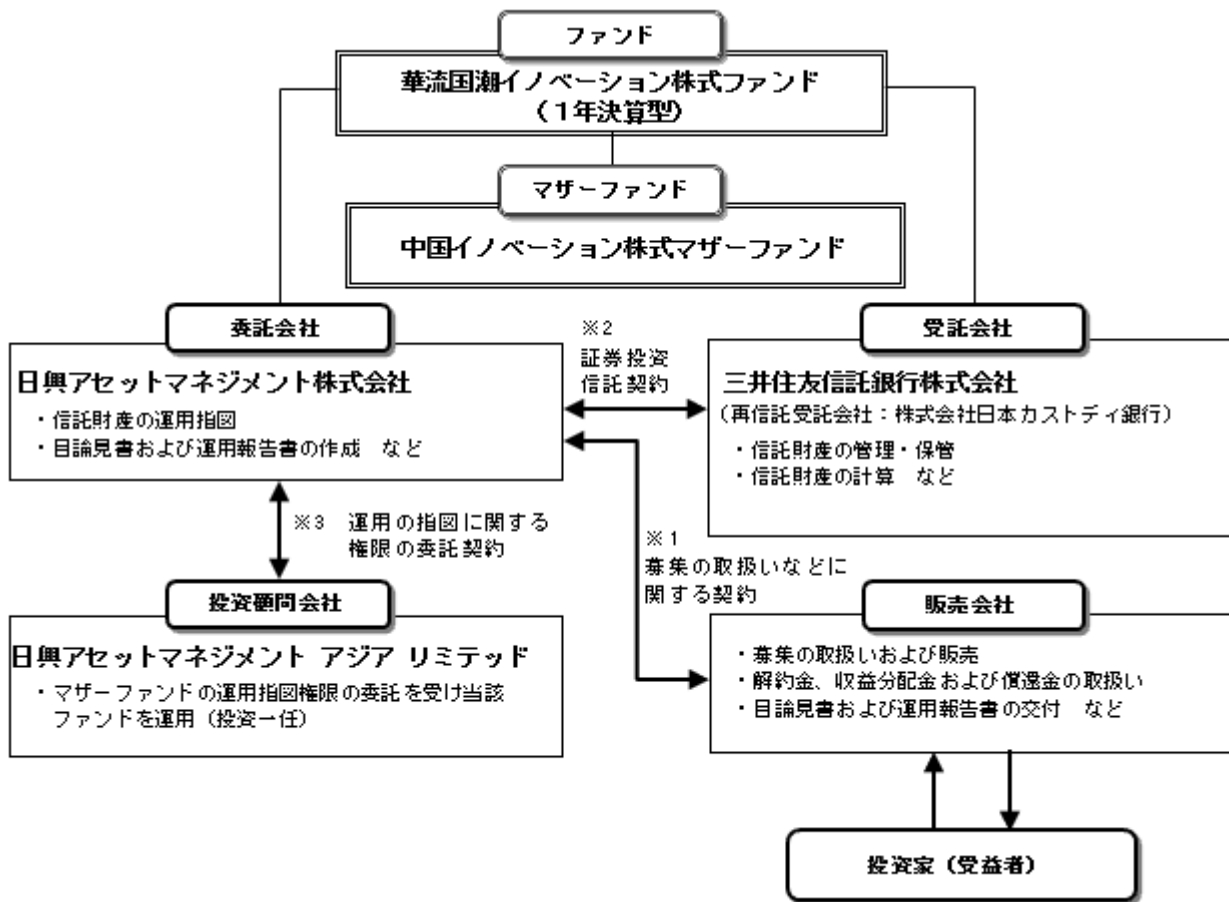 ファンド
華流国潮イノベーション株式ファンド
（１年決算型）
マザーファンド
中国イノベーション株式マザーファンド
委託会社
日興アセットマネジメント株式会社
・信託財産の運用指図
・目論見書および運用報告書の作成　など
※2
証券投資
信託契約
受託会社
三井住友信託銀行株式会社
（再信託受託会社：株式会社日本カストディ銀行）
・信託財産の管理・保管
・信託財産の計算　など
※3　運用の指図に関する
権限の委託契約
※1
募集の取扱いなどに
関する契約
投資顧問会社
日興アセットマネジメント アジア リミテッド
・マザーファンドの運用指図権限の委託を受け当該
ファンドを運用（投資一任）
販売会社
・募集の取扱いおよび販売
・解約金、収益分配金および償還金の取扱い
・目論見書および運用報告書の交付　など
投資家（受益者）